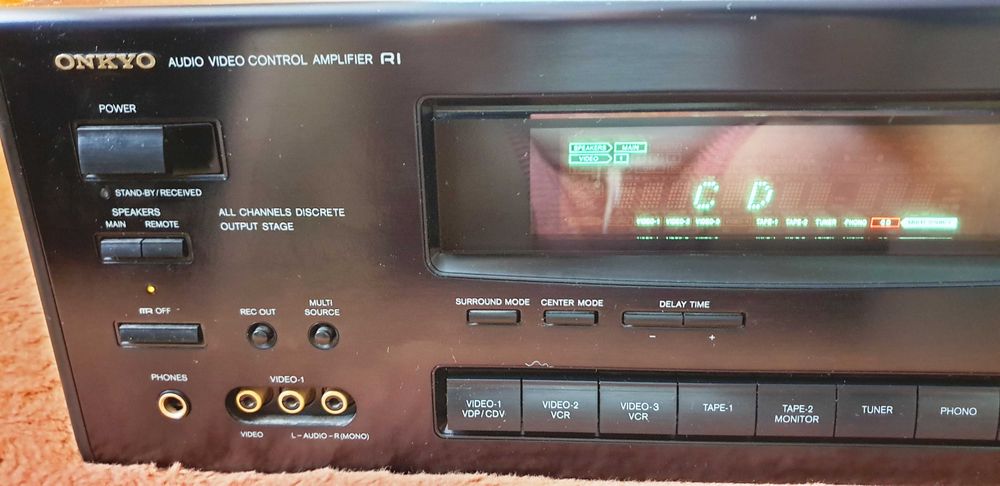 ONKYO AUDIO VIDEO CONTROL AMPLIFIER RI
POWER
STAND-BY/RECEIVED
SPEAKERS
MAIN REMOTE
ALL CHANNELS DISCRETE
OUTPUT STAGE
OFF
REC OUT
MULTI
SOURCE
PHONES
VIDEO-1
VIDEO L-AUDIO-R(MONO)
SPEAKERS MAIN
VIDEO
CD
VIDEO-1 VIDEO-2 VIDEO-3 TAPE-1 TAPE-2 TUNER PHONO CD
SURROUND MODE CENTER MODE DELAY TIME
- +
VIDEO-1
VDP/CDV
VIDEO-2
VCR
VIDEO-3
VCR
TAPE-1
TAPE-2
MONITOR
TUNER
PHONO